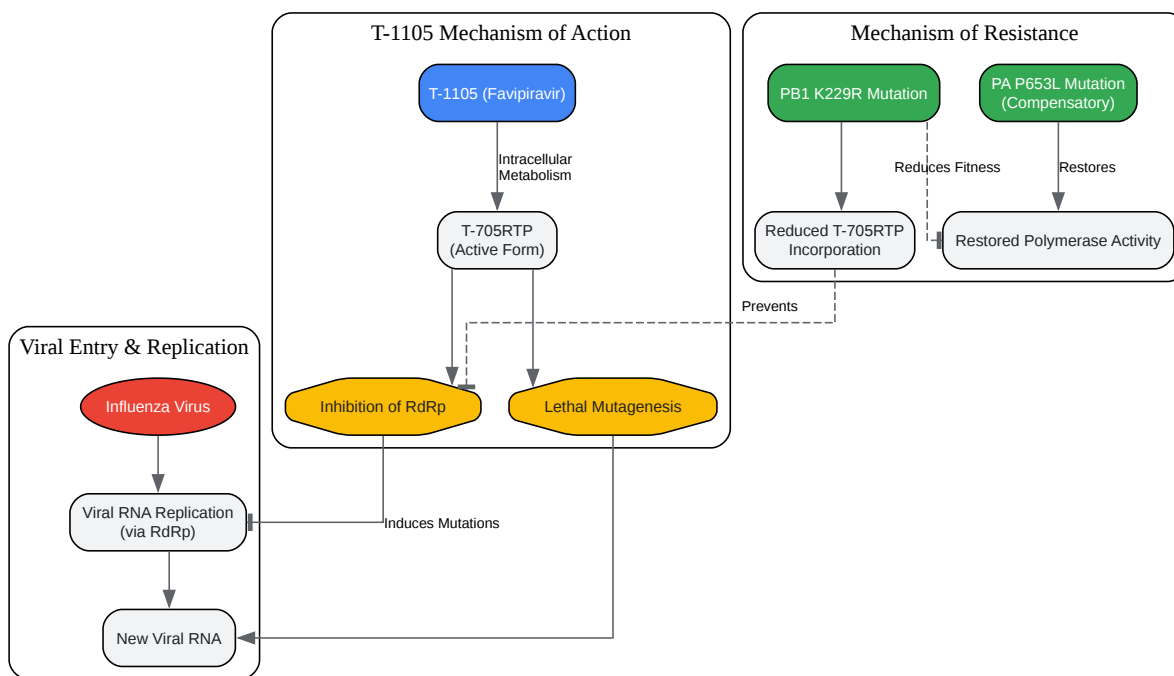 T-1105 Mechanism of Action
Mechanism of Resistance
T-1105 (Favipiravir)
PB1 K229R Mutation
PA P653L Mutation
(Compensatory)
Intracellular
Metabolism
Reduces Fitness
Restores
T-705RTP
(Active Form)
Reduced T-705RTP
Incorporation
Restored Polymerase Activity
Prevents
Viral Entry & Replication
Influenza Virus
Inhibition of RdRp
Lethal Mutagenesis
Viral RNA Replication
(via RdRp)
Induces Mutations
New Viral RNA